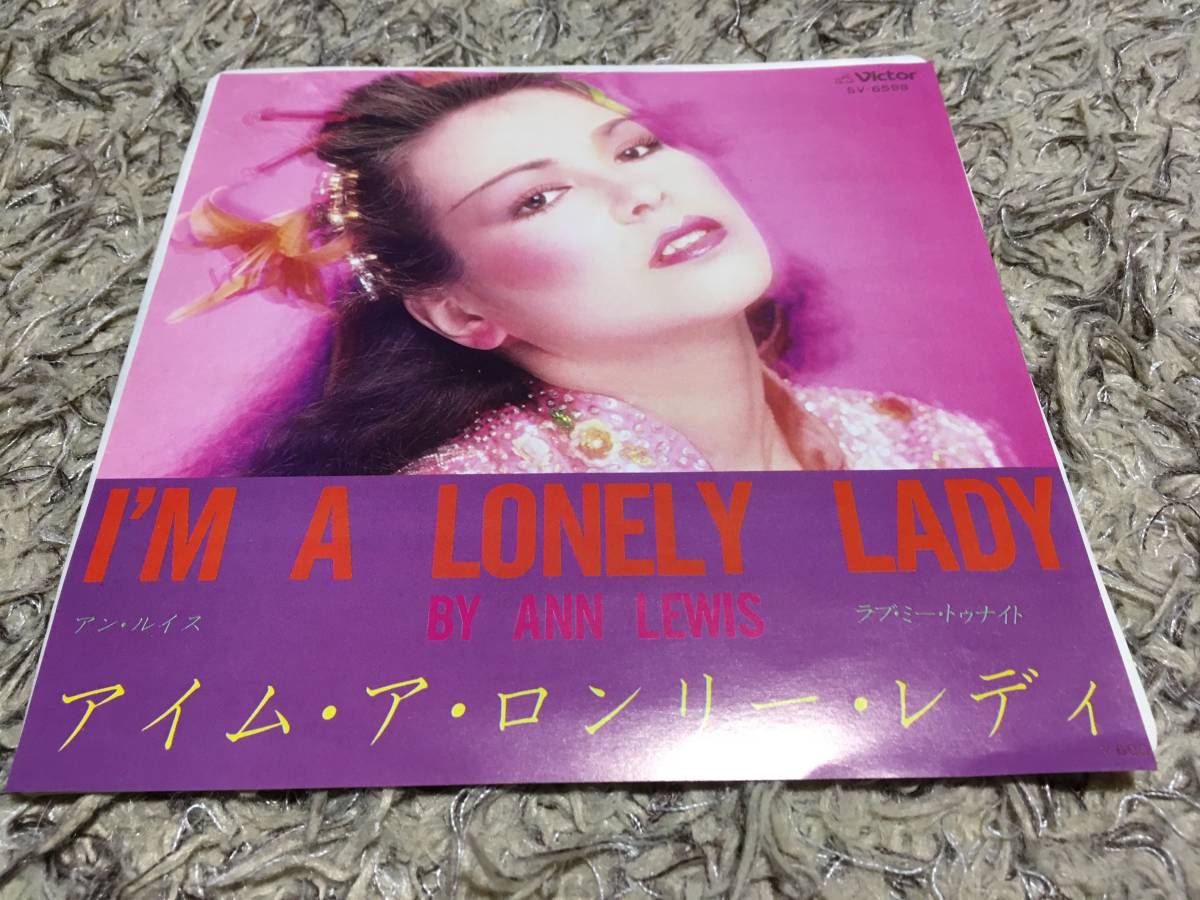 Victor
SV-6598
I'M A LONELY LADY
BY ANN LEWIS
アン・ルイス
ラブ・ミー・トゥナイト
アイム・ア・ロンリー・レディ
¥600